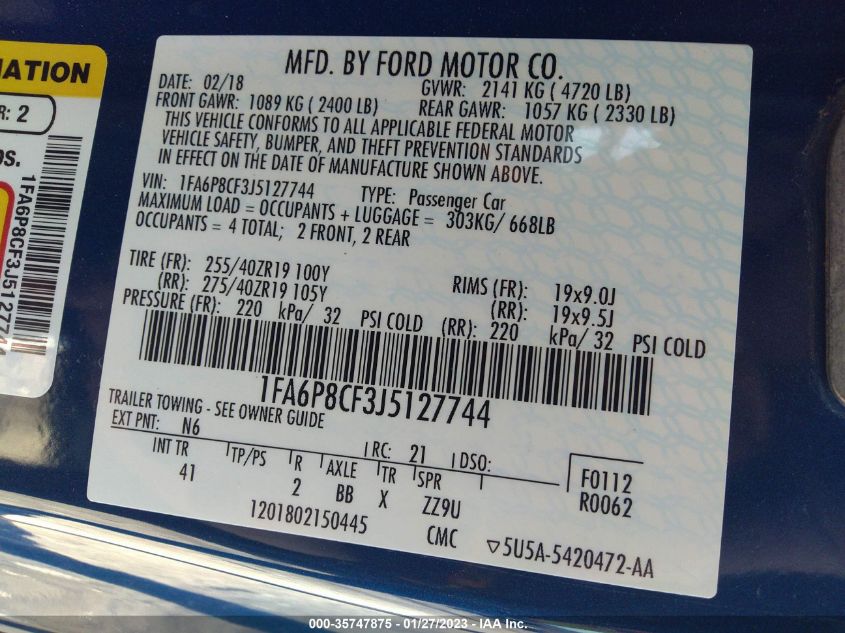 MATION
R: 2
os.
1FA6P8CF3J5127744
MFD. BY FORD MOTOR CO.
DATE: 02/18 GVWR: 2141 KG ( 4720 LB)
FRONT GAWR: 1089 KG ( 2400 LB) REAR GAWR: 1057 KG ( 2330 LB)
THIS VEHICLE CONFORMS TO ALL APPLICABLE FEDERAL MOTOR
VEHICLE SAFETY, BUMPER, AND THEFT PREVENTION STANDARDS
IN EFFECT ON THE DATE OF MANUFACTURE SHOWN ABOVE.
VIN: 1FA6P8CF3J5127744 TYPE: Passenger Car
MAXIMUM LOAD = OCCUPANTS + LUGGAGE = 303KG/ 668LB
OCCUPANTS = 4 TOTAL; 2 FRONT, 2 REAR
TIRE (FR): 255/40ZR19 100Y RIMS (FR): 19x9.0J
(RR): 275/40ZR19 105Y (RR): 19x9.5J
PRESSURE (FR): 220 kPa/ 32 PSI COLD (RR): 220 kPa/ 32 PSI COLD
1FA6P8CF3J5127744
TRAILER TOWING - SEE OWNER GUIDE
EXT PNT: N6 RC: 21 DSO:
INT TR TP/PS R AXLE TR SPR F0112
41 2 BB X ZZ9U R0062
1201802150445 CMC ▽5U5A-5420472-AA
000-35747875 | 01/27/2023 | © IAA Inc.